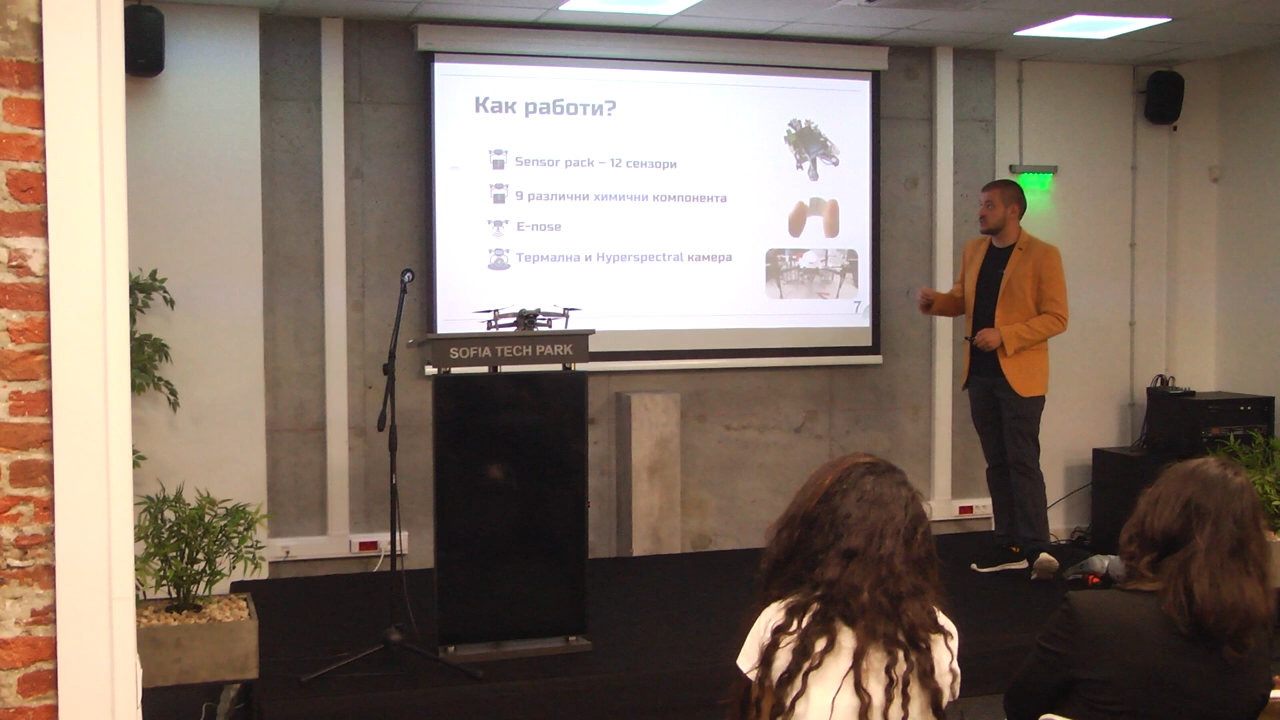 Как работи?
Sensor pack – 12 сензори
9 различни химични компонента
E-nose
Термална и Hyperspectral камера
7
SOFIA TECH PARK